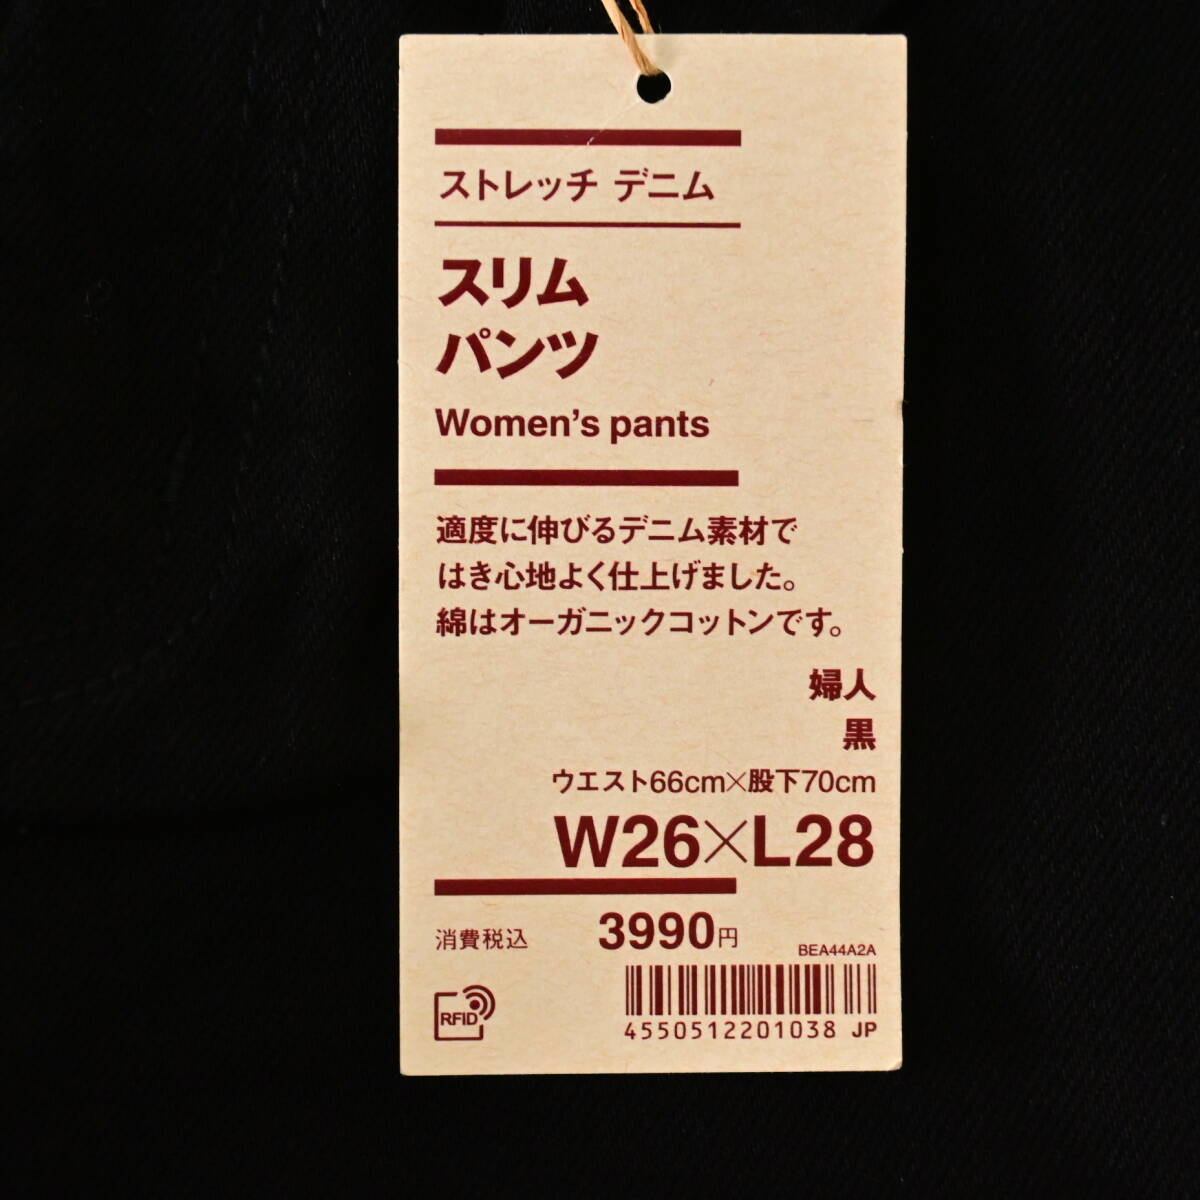 ストレッチ デニム
スリム
パンツ
Women's pants
適度に伸びるデニム素材で
はき心地よく仕上げました。
綿はオーガニックコットンです。
婦人
黒
ウエスト66cm×股下70cm
W26×L28
消費税込 3990円
BEA44A2A
RFID
4550512201038 JP